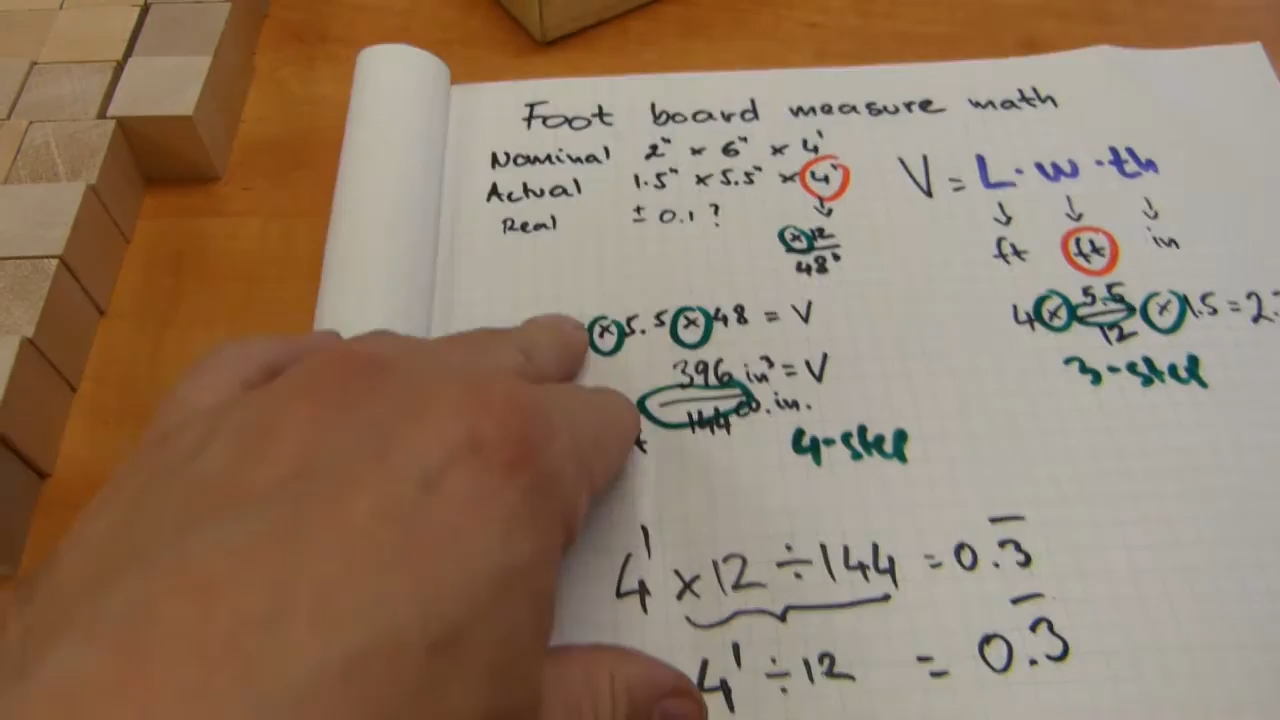 Foot board measure math
Nominal 2" × 6" × 4'
Actual 1.5" × 5.5" × 4'
Real ± 0.1 ?
×12
48"
× 5.5 × 48 = V
396 in³ = V
144 in.
4-step
V = L · w · th
ft ft in
4 × 5.5 × 1.5 = 2.
12
3-step
4' × 12 ÷ 144 = 0.3̅
4' ÷ 12 = 0.3̅